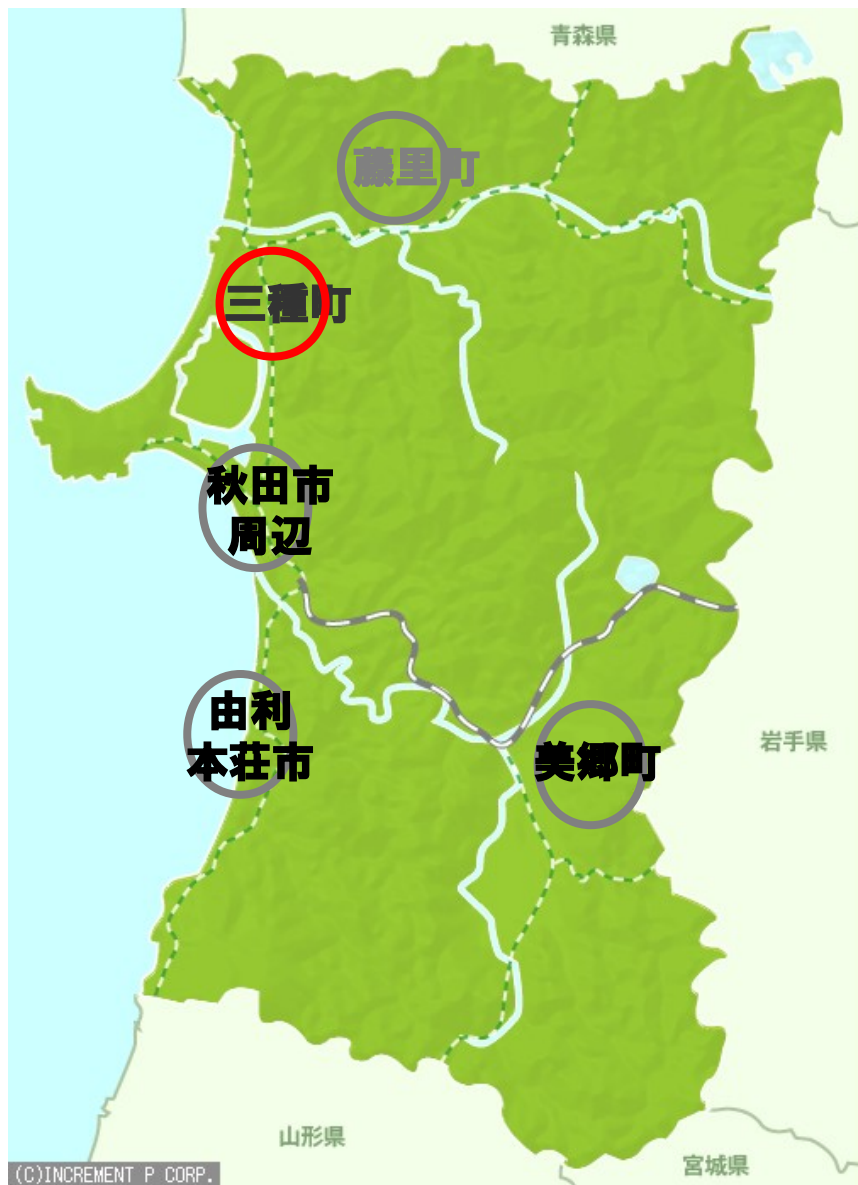 青森県
藤里町
三種町
秋田市
周辺
由利
本荘市
美郷町
岩手県
山形県
宮城県
(C)INCREMENT P CORP.